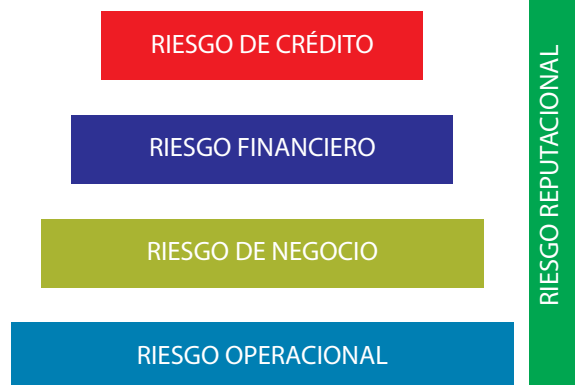 RIESGO DE CRÉDITO
RIESGO FINANCIERO
RIESGO DE NEGOCIO
RIESGO OPERACIONAL
RIESGO REPUTACIONAL